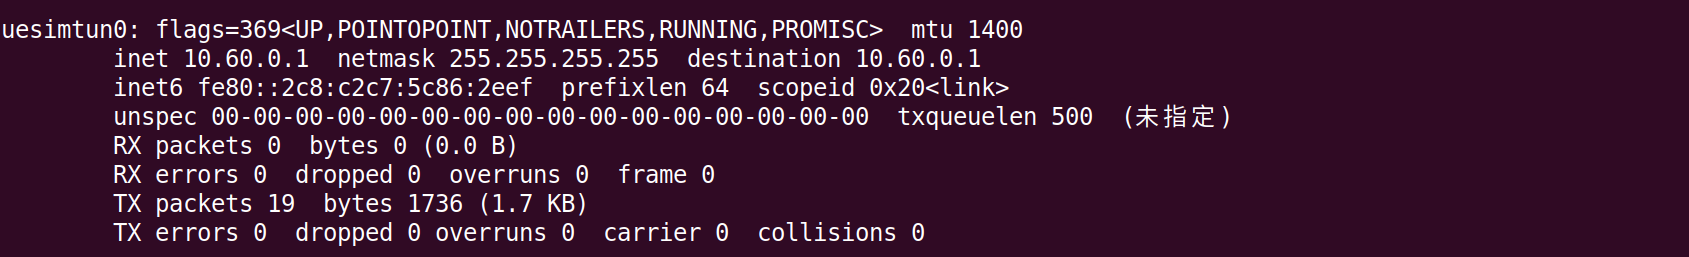 uesimtun0: flags=369<UP,POINTOPOINT,NOTRAILERS,RUNNING,PROMISC>  mtu 1400
        inet 10.60.0.1  netmask 255.255.255.255  destination 10.60.0.1
        inet6 fe80::2c8:c2c7:5c86:2eef  prefixlen 64  scopeid 0x20<link>
        unspec 00-00-00-00-00-00-00-00-00-00-00-00-00-00-00-00  txqueuelen 500  (未指定)
        RX packets 0  bytes 0 (0.0 B)
        RX errors 0  dropped 0  overruns 0  frame 0
        TX packets 19  bytes 1736 (1.7 KB)
        TX errors 0  dropped 0 overruns 0  carrier 0  collisions 0